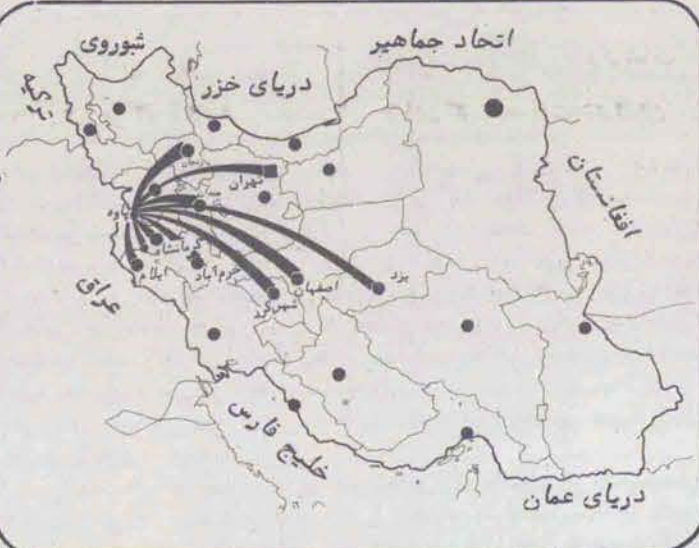 اتحاد جماهیر
شوروی
دریای خزر
ترکیه
افغانستان
تهران
پاوه
کرمانشاه
ایلام
خرم‌آباد
اصفهان
یزد
شهرکرد
عراق
خلیج فارس
دریای عمان